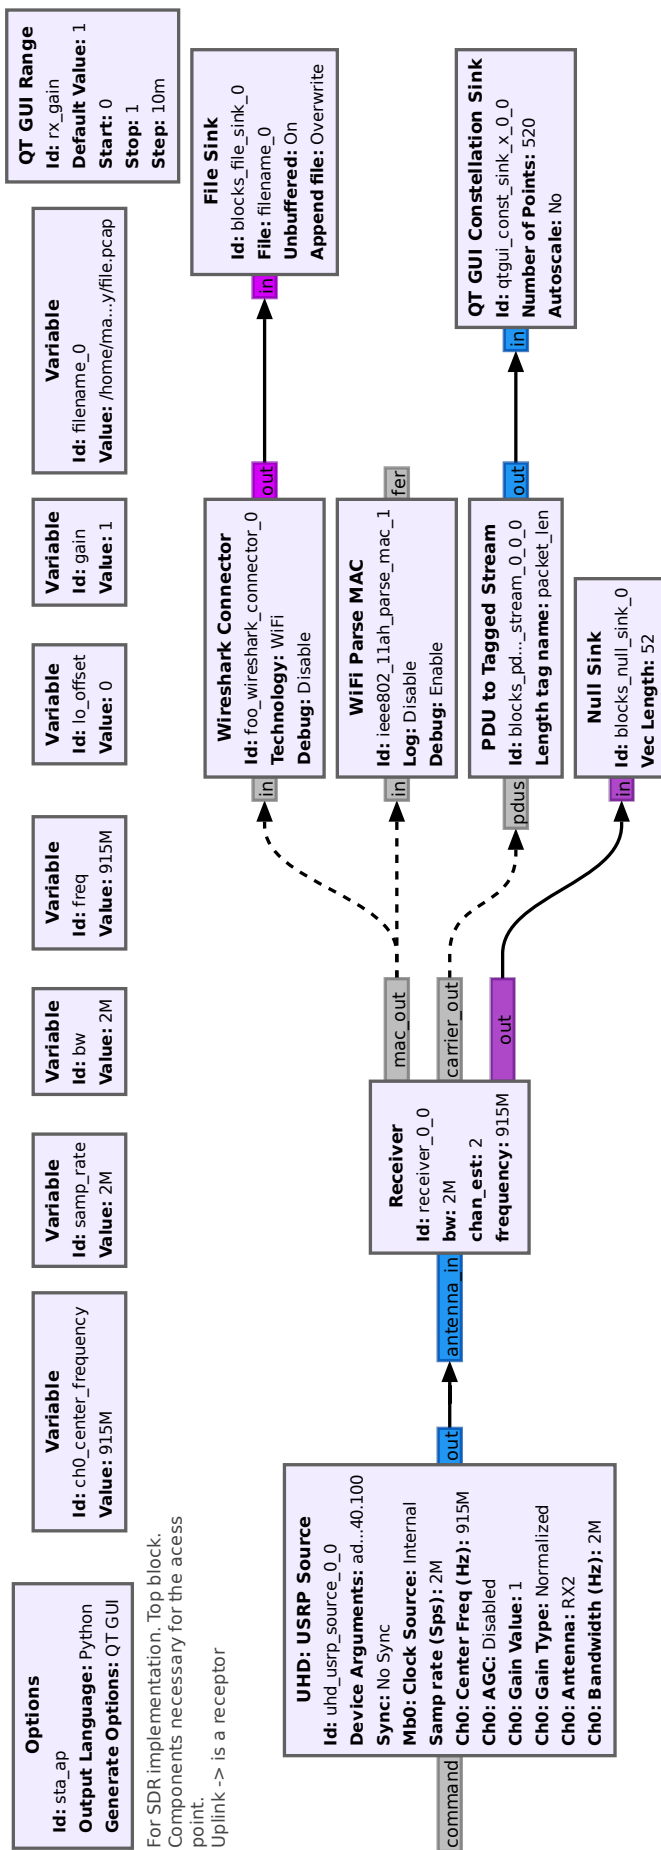 Options
Id: sta_ap
Output Language: Python
Generate Options: QT GUI
Variable
Id: ch0_center_frequency
Value: 915M
Variable
Id: samp_rate
Value: 2M
Variable
Id: bw
Value: 2M
Variable
Id: freq
Value: 915M
Variable
Id: lo_offset
Value: 0
Variable
Id: gain
Value: 1
Variable
Id: filename_0
Value: /home/ma...y/file.pcap
QT GUI Range
Id: rx_gain
Default Value: 1
Start: 0
Stop: 1
Step: 10m
For SDR implementation. Top block.
Components necessary for the acess
point.
Uplink -> is a receptor
command
UHD: USRP Source
Id: uhd_usrp_source_0_0
Device Arguments: ad...40.100
Sync: No Sync
Mb0: Clock Source: Internal
Samp rate (Sps): 2M
Ch0: Center Freq (Hz): 915M
Ch0: AGC: Disabled
Ch0: Gain Value: 1
Ch0: Gain Type: Normalized
Ch0: Antenna: RX2
Ch0: Bandwidth (Hz): 2M
out
antenna_in
Receiver
Id: receiver_0_0
bw: 2M
chan_est: 2
frequency: 915M
mac_out
carrier_out
out
in
Wireshark Connector
Id: foo_wireshark_connector_0
Technology: WiFi
Debug: Disable
out
in
File Sink
Id: blocks_file_sink_0
File: filename_0
Unbuffered: On
Append file: Overwrite
in
WiFi Parse MAC
Id: ieee802_11ah_parse_mac_1
Log: Disable
Debug: Enable
fer
pdus
PDU to Tagged Stream
Id: blocks_pd..._stream_0_0_0
Length tag name: packet_len
out
in
QT GUI Constellation Sink
Id: qtgui_const_sink_x_0_0
Number of Points: 520
Autoscale: No
in
Null Sink
Id: blocks_null_sink_0
Vec Length: 52